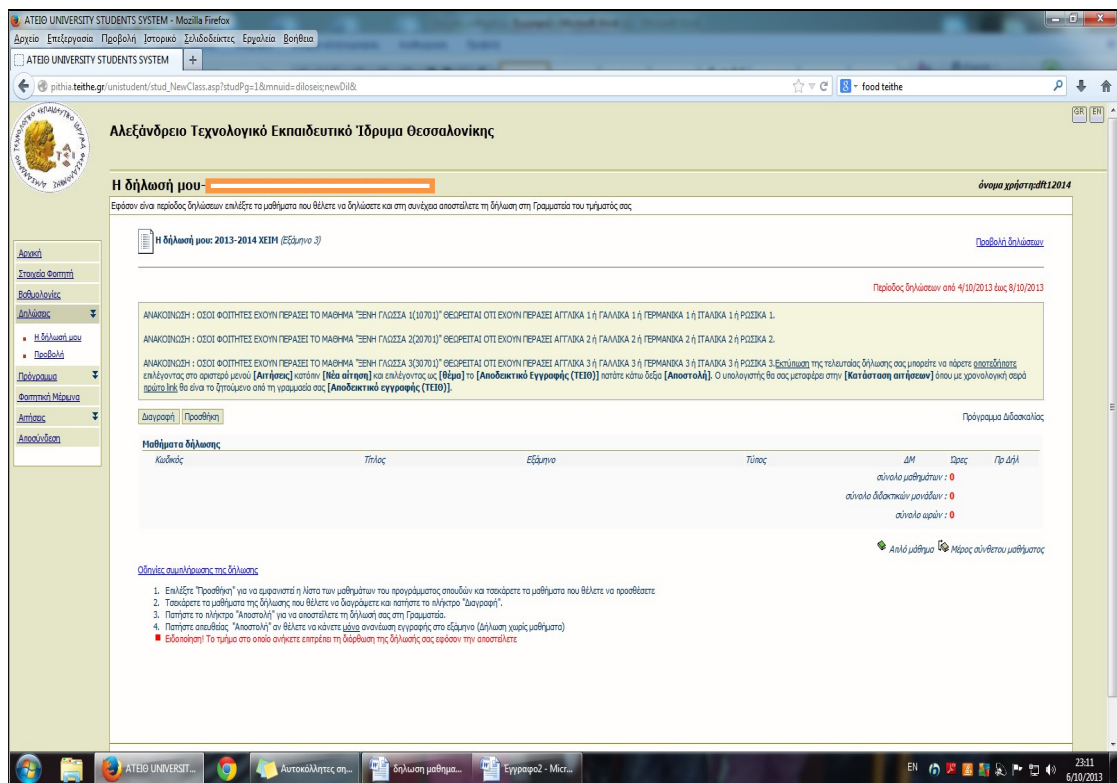 ATEIΘ UNIVERSITY STUDENTS SYSTEM - Mozilla Firefox
Αρχείο Επεξεργασία Προβολή Ιστορικό Σελιδοδείκτες Εργαλεία Βοήθεια
ATEIΘ UNIVERSITY STUDENTS SYSTEM +
pithia.teithe.gr/unistudent/stud_NewClass.asp?studPg=1&mnuid=diloseis;newDil&
food teithe
GR EN
Αλεξάνδρειο Τεχνολογικό Εκπαιδευτικό Ίδρυμα Θεσσαλονίκης
Η δήλωσή μου-
όνομα χρήστη:dft12014
Εφόσον είναι περίοδος δηλώσεων επιλέξτε τα μαθήματα που θέλετε να δηλώσετε και στη συνέχεια αποστείλετε τη δήλωση στη Γραμματεία του τμήματός σας
Αρχική
Στοιχεία Φοιτητή
Βαθμολογίες
Δηλώσεις
Η δήλωσή μου
Προβολή
Πρόγραμμα
Φοιτητική Μέριμνα
Αιτήσεις
Αποσύνδεση
Η δήλωσή μου: 2013-2014 ΧΕΙΜ (Εξάμηνο 3)
Προβολή δηλώσεων
Περίοδος δηλώσεων από 4/10/2013 έως 8/10/2013
ΑΝΑΚΟΙΝΩΣΗ : ΟΣΟΙ ΦΟΙΤΗΤΕΣ ΕΧΟΥΝ ΠΕΡΑΣΕΙ ΤΟ ΜΑΘΗΜΑ "ΞΕΝΗ ΓΛΩΣΣΑ 1(10701)" ΘΕΩΡΕΙΤΑΙ ΟΤΙ ΕΧΟΥΝ ΠΕΡΑΣΕΙ ΑΓΓΛΙΚΑ 1 ή ΓΑΛΛΙΚΑ 1 ή ΓΕΡΜΑΝΙΚΑ 1 ή ΙΤΑΛΙΚΑ 1 ή ΡΩΣΙΚΑ 1.
ΑΝΑΚΟΙΝΩΣΗ : ΟΣΟΙ ΦΟΙΤΗΤΕΣ ΕΧΟΥΝ ΠΕΡΑΣΕΙ ΤΟ ΜΑΘΗΜΑ "ΞΕΝΗ ΓΛΩΣΣΑ 2(20701)" ΘΕΩΡΕΙΤΑΙ ΟΤΙ ΕΧΟΥΝ ΠΕΡΑΣΕΙ ΑΓΓΛΙΚΑ 2 ή ΓΑΛΛΙΚΑ 2 ή ΓΕΡΜΑΝΙΚΑ 2 ή ΙΤΑΛΙΚΑ 2 ή ΡΩΣΙΚΑ 2.
ΑΝΑΚΟΙΝΩΣΗ : ΟΣΟΙ ΦΟΙΤΗΤΕΣ ΕΧΟΥΝ ΠΕΡΑΣΕΙ ΤΟ ΜΑΘΗΜΑ "ΞΕΝΗ ΓΛΩΣΣΑ 3(30701)" ΘΕΩΡΕΙΤΑΙ ΟΤΙ ΕΧΟΥΝ ΠΕΡΑΣΕΙ ΑΓΓΛΙΚΑ 3 ή ΓΑΛΛΙΚΑ 3 ή ΓΕΡΜΑΝΙΚΑ 3 ή ΙΤΑΛΙΚΑ 3 ή ΡΩΣΙΚΑ 3.Εκτύπωση της τελευταίας δήλωσης σας μπορείτε να πάρετε οποτεδήποτε
επιλέγοντας στο αριστερό μενού [Αιτήσεις] κατόπιν [Νέα αίτηση] και επιλέγοντας ως [θέμα] το [Αποδεικτικό Εγγραφής (ΤΕΙΘ)] πατάτε κάτω δεξία [Αποστολή]. Ο υπολογιστής θα σας μεταφέρει στην [Κατάσταση αιτήσεων] όπου με χρονολογική σειρά
πρώτο link θα είναι το ζητούμενο από τη γραμματεία σας [Αποδεικτικό εγγραφής (ΤΕΙΘ)].
Διαγραφή Προσθήκη
Πρόγραμμα Διδασκαλίας
Μαθήματα δήλωσης
Κωδικός Τίτλος Εξάμηνο Τύπος ΔΜ Ώρες Πρ Δήλ
σύνολο μαθημάτων : 0
σύνολο διδακτικών μονάδων : 0
σύνολο ωρών : 0
Απλό μάθημα Μέρος σύνθετου μαθήματος
Οδηγίες συμπλήρωσης της δήλωσης
1. Επιλέξτε "Προσθήκη" για να εμφανιστεί η λίστα των μαθημάτων του προγράμματος σπουδών και τσεκάρετε τα μαθήματα που θέλετε να προσθέσετε
2. Τσεκάρετε τα μαθήματα της δήλωσης που θέλετε να διαγράψετε και πατήστε το πλήκτρο "Διαγραφή".
3. Πατήστε το πλήκτρο "Αποστολή" για να αποστείλετε τη δήλωσή σας στη Γραμματεία.
4. Πατήστε απευθείας "Αποστολή" αν θέλετε να κάνετε μόνο ανανέωση εγγραφής στο εξάμηνο (Δήλωση χωρίς μαθήματα)
Ειδοποίηση! Το τμήμα στο οποίο ανήκετε επιτρέπει τη διόρθωση της δήλωσής σας εφόσον την αποστείλετε
ATEIΘ UNIVERSIT... Αυτοκόλλητες ση... δηλωση μαθημα... Έγγραφο2 - Micr...
EN
23:11
6/10/2013